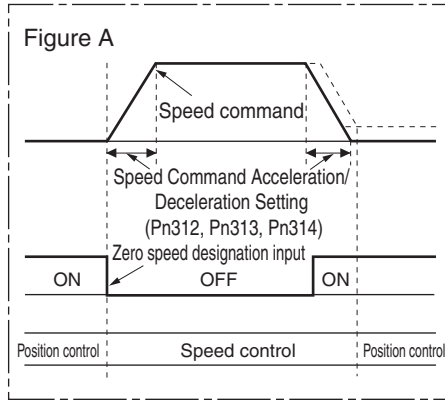 Figure A
Speed command
Speed Command Acceleration/
Deceleration Setting
(Pn312, Pn313, Pn314)
Zero speed designation input
ON
OFF
ON
Position control
Speed control
Position control